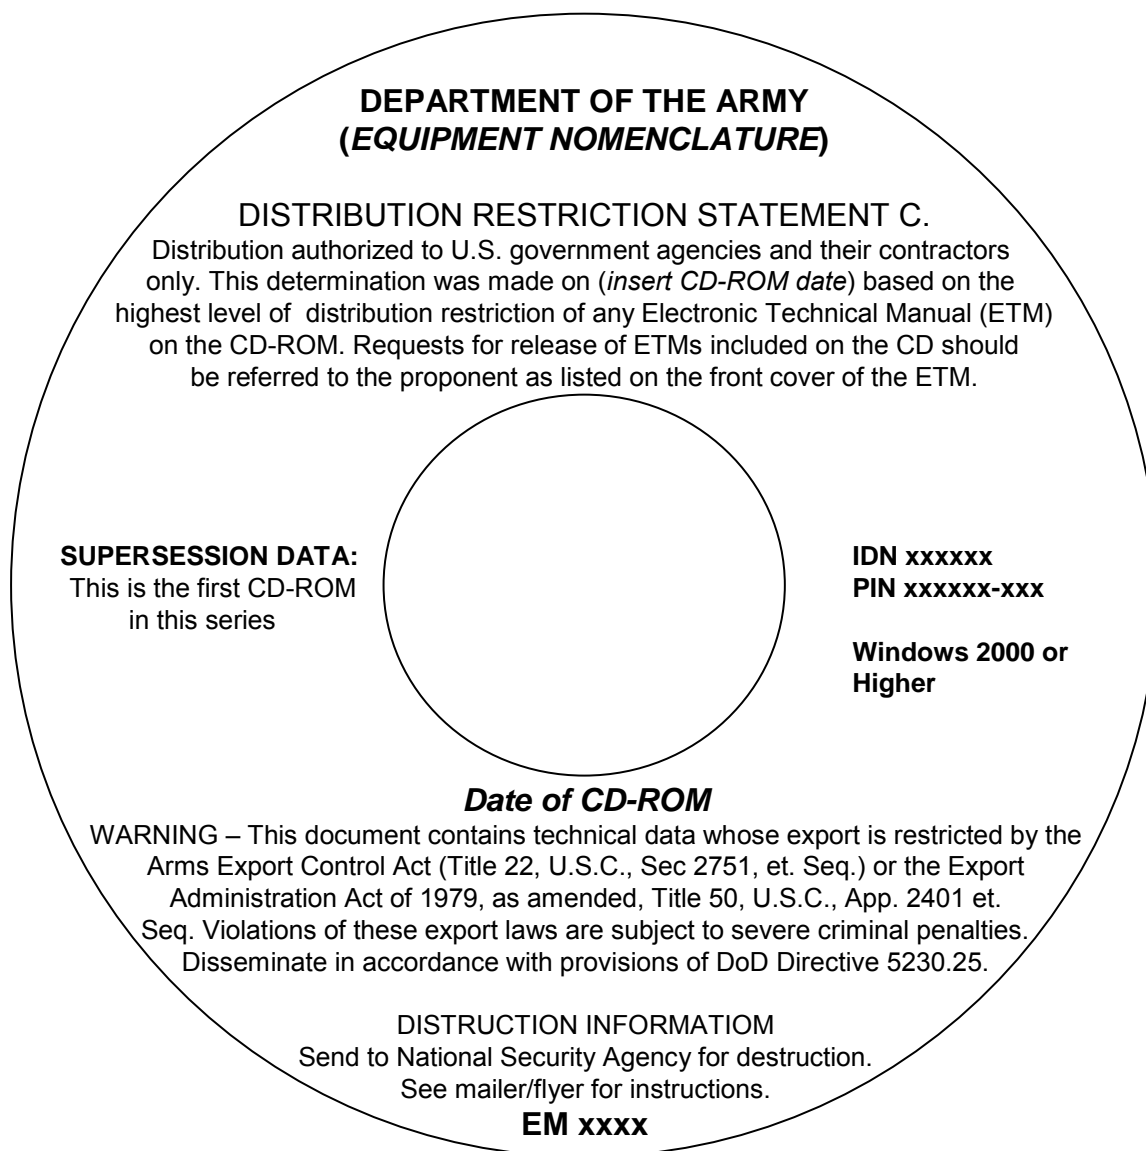 DEPARTMENT OF THE ARMY
(EQUIPMENT NOMENCLATURE)
DISTRIBUTION RESTRICTION STATEMENT C.
Distribution authorized to U.S. government agencies and their contractors
only. This determination was made on (insert CD-ROM date) based on the
highest level of distribution restriction of any Electronic Technical Manual (ETM)
on the CD-ROM. Requests for release of ETMs included on the CD should
be referred to the proponent as listed on the front cover of the ETM.
SUPERSESSION DATA:
This is the first CD-ROM
in this series
IDN xxxxxx
PIN xxxxxx-xxx
Windows 2000 or
Higher
Date of CD-ROM
WARNING – This document contains technical data whose export is restricted by the
Arms Export Control Act (Title 22, U.S.C., Sec 2751, et. Seq.) or the Export
Administration Act of 1979, as amended, Title 50, U.S.C., App. 2401 et.
Seq. Violations of these export laws are subject to severe criminal penalties.
Disseminate in accordance with provisions of DoD Directive 5230.25.
DISTRUCTION INFORMATIOM
Send to National Security Agency for destruction.
See mailer/flyer for instructions.
EM xxxx